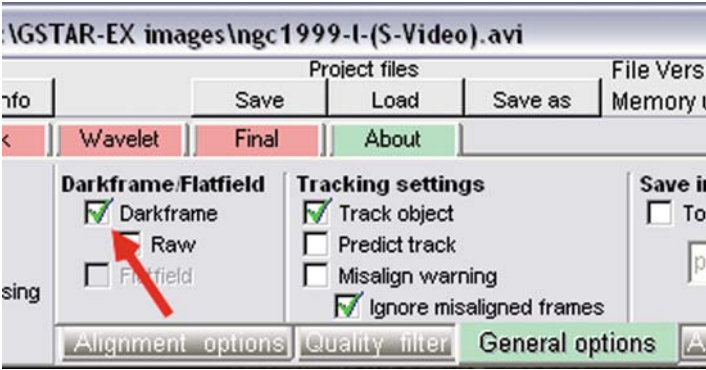 \GSTAR-EX images\ngc1999-I-(S-Video).avi
Project files File Vers
nfo Save Load Save as Memory u
k Wavelet Final About
Darkframe/Flatfield Tracking settings Save i
Darkframe Track object To
Raw Predict track p
Flatfield Misalign warning
sing Ignore misaligned frames
Alignment options Quality filter General options A